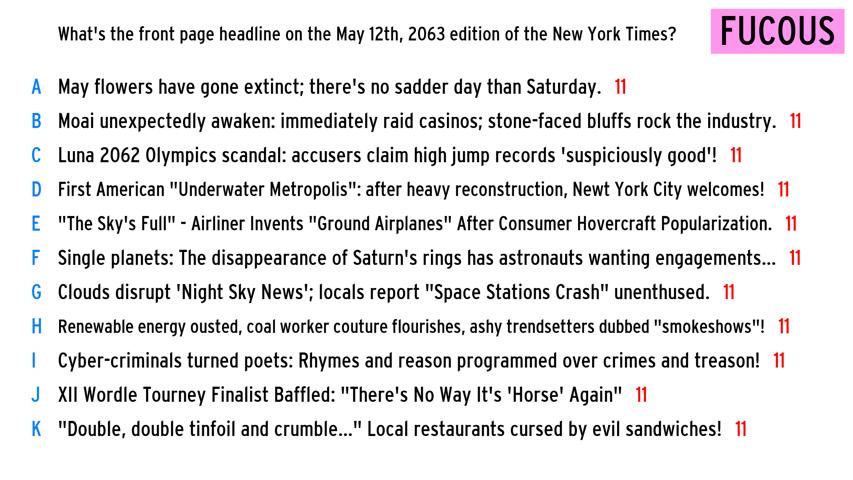 What's the front page headline on the May 12th, 2063 edition of the New York Times?
FUCOUS
A May flowers have gone extinct; there's no sadder day than Saturday. 11
B Moai unexpectedly awaken: immediately raid casinos; stone-faced bluffs rock the industry. 11
C Luna 2062 Olympics scandal: accusers claim high jump records 'suspiciously good'! 11
D First American "Underwater Metropolis": after heavy reconstruction, Newt York City welcomes! 11
E "The Sky's Full" - Airliner Invents "Ground Airplanes" After Consumer Hovercraft Popularization. 11
F Single planets: The disappearance of Saturn's rings has astronauts wanting engagements... 11
G Clouds disrupt 'Night Sky News'; locals report "Space Stations Crash" unenthused. 11
H Renewable energy ousted, coal worker couture flourishes, ashy trendsetters dubbed "smokeshows"! 11
I Cyber-criminals turned poets: Rhymes and reason programmed over crimes and treason! 11
J XII Wordle Tourney Finalist Baffled: "There's No Way It's 'Horse' Again" 11
K "Double, double tinfoil and crumble..." Local restaurants cursed by evil sandwiches! 11